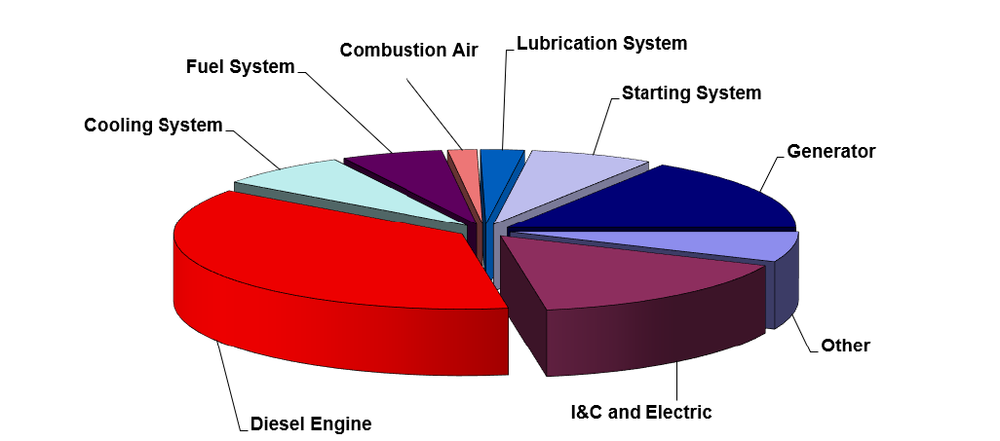 Lubrication System
Combustion Air
Fuel System
Starting System
Cooling System
Generator
Other
I&C and Electric
Diesel Engine